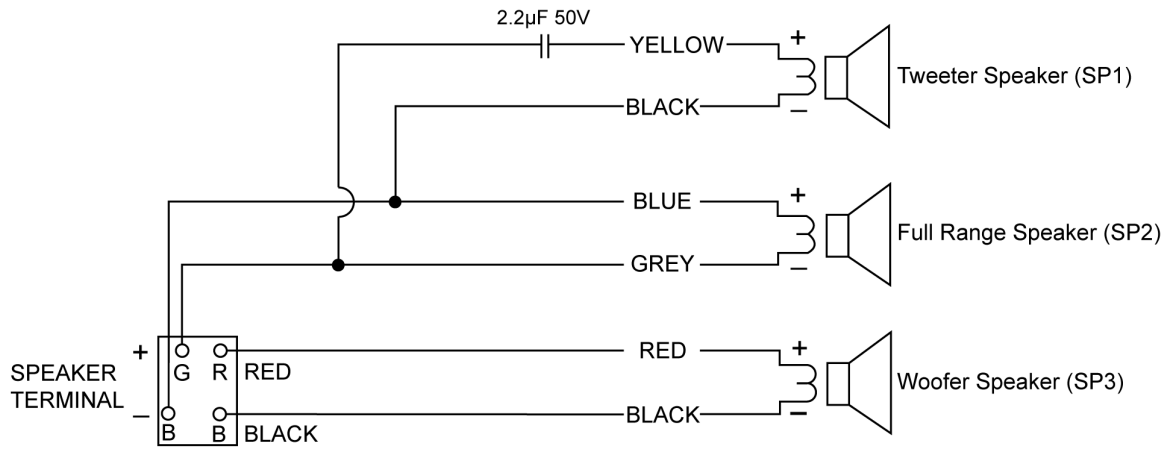 2.2µF 50V
YELLOW +
Tweeter Speaker (SP1)
BLACK –
BLUE +
Full Range Speaker (SP2)
GREY –
+ G R RED
RED +
SPEAKER
TERMINAL
Woofer Speaker (SP3)
– B B BLACK
BLACK –